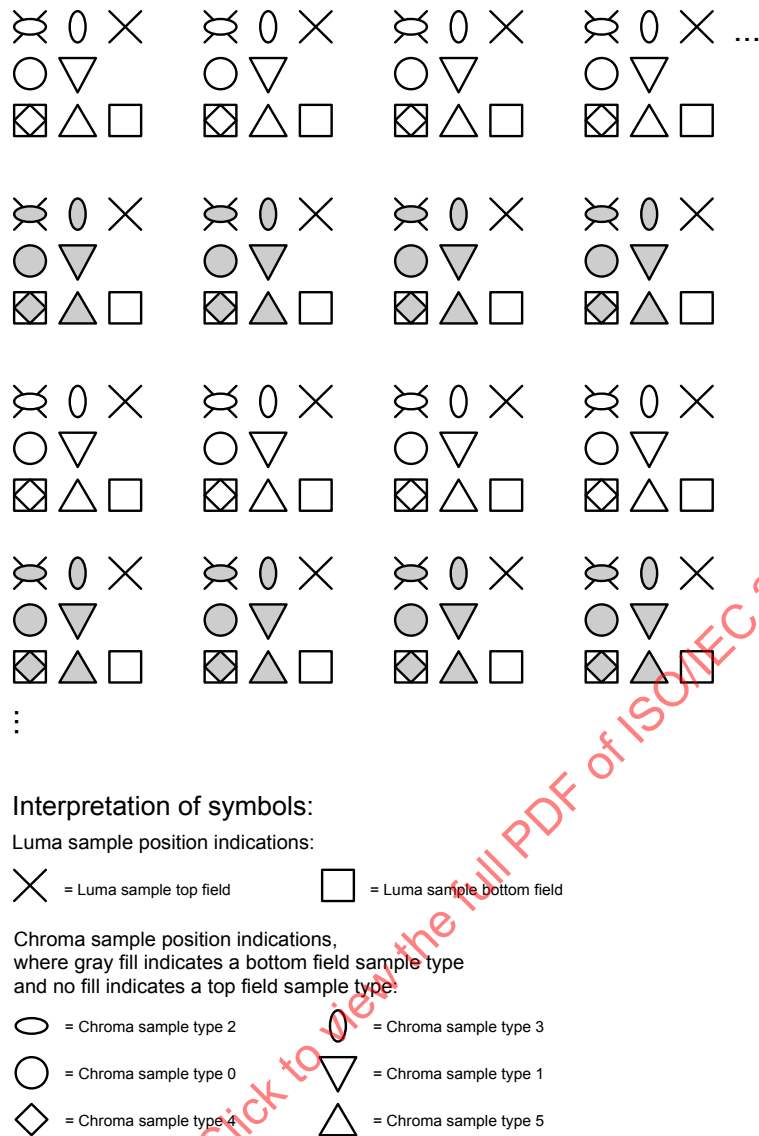 ...
⋮
Interpretation of symbols:
Luma sample position indications:
= Luma sample top field
= Luma sample bottom field
Chroma sample position indications,
where gray fill indicates a bottom field sample type
and no fill indicates a top field sample type:
= Chroma sample type 2
= Chroma sample type 3
= Chroma sample type 0
= Chroma sample type 1
= Chroma sample type 4
= Chroma sample type 5
Click to view the full PDF of ISO/IEC